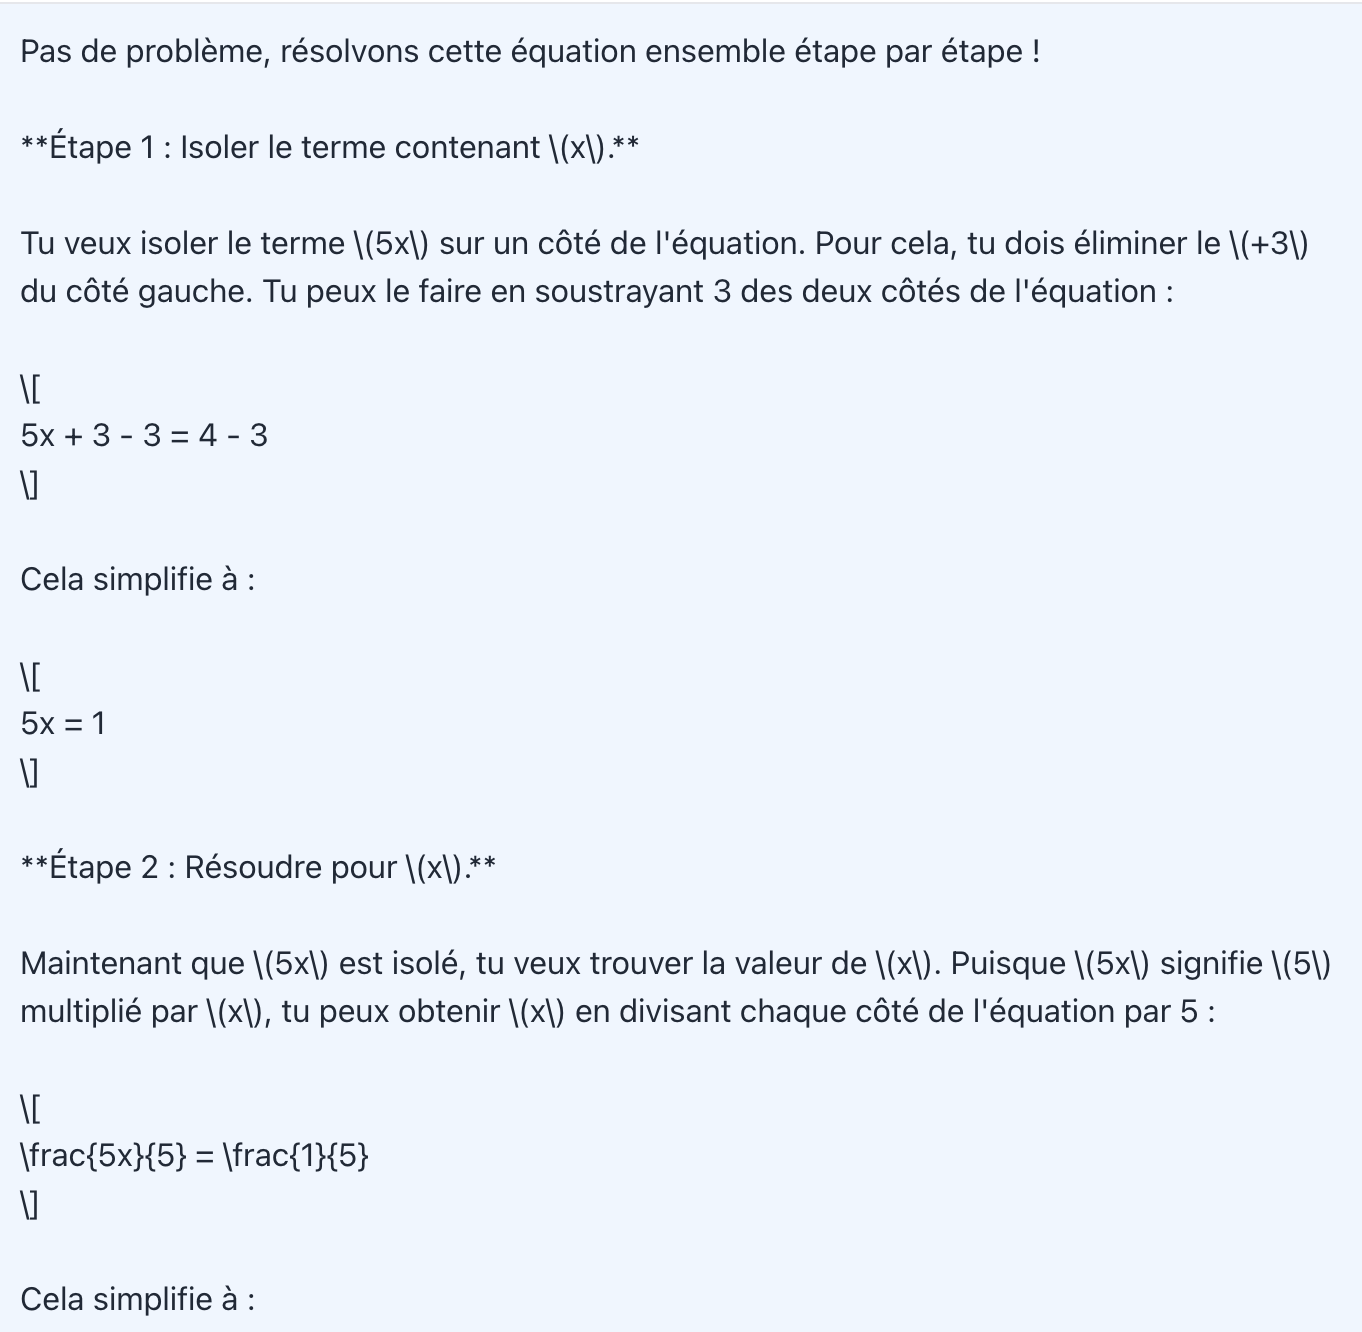 Pas de problème, résolvons cette équation ensemble étape par étape !
**Étape 1 : Isoler le terme contenant \(x\).**
Tu veux isoler le terme \(5x\) sur un côté de l'équation. Pour cela, tu dois éliminer le \(+3\)
du côté gauche. Tu peux le faire en soustrayant 3 des deux côtés de l'équation :
\[
5x + 3 - 3 = 4 - 3
\]
Cela simplifie à :
\[
5x = 1
\]
**Étape 2 : Résoudre pour \(x\).**
Maintenant que \(5x\) est isolé, tu veux trouver la valeur de \(x\). Puisque \(5x\) signifie \(5\)
multiplié par \(x\), tu peux obtenir \(x\) en divisant chaque côté de l'équation par 5 :
\[
\frac{5x}{5} = \frac{1}{5}
\]
Cela simplifie à :